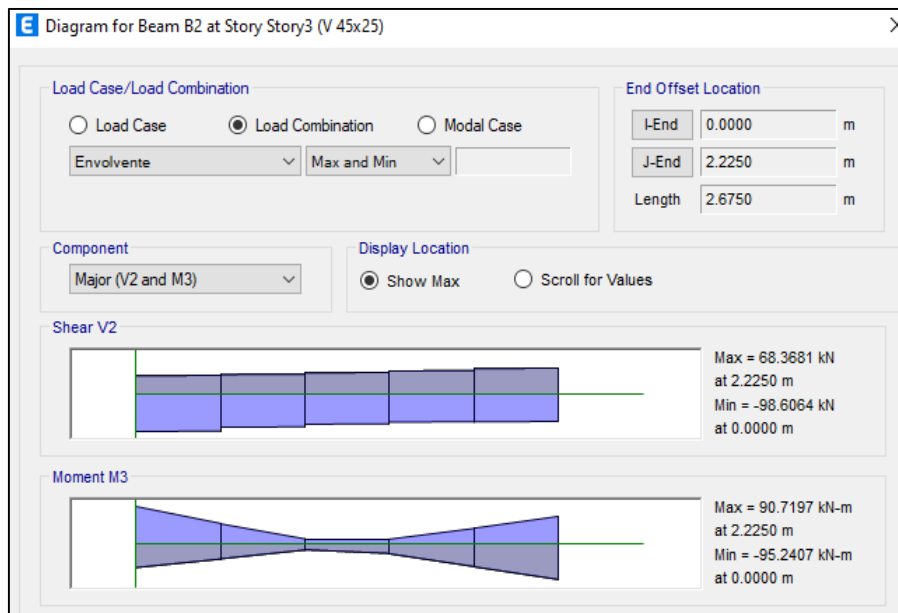 E Diagram for Beam B2 at Story Story3 (V 45x25)
Load Case/Load Combination
Load Case Load Combination Modal Case
Envolvente Max and Min
End Offset Location
I-End 0.0000 m
J-End 2.2250 m
Length 2.6750 m
Component
Major (V2 and M3)
Display Location
Show Max Scroll for Values
Shear V2
Max = 68.3681 kN
at 2.2250 m
Min = -98.6064 kN
at 0.0000 m
Moment M3
Max = 90.7197 kN-m
at 2.2250 m
Min = -95.2407 kN-m
at 0.0000 m